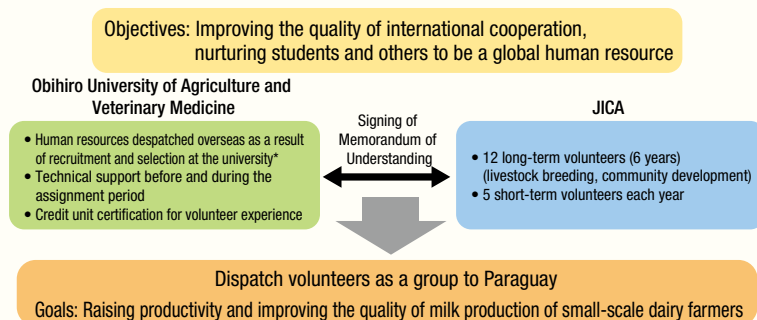 Objectives: Improving the quality of international cooperation,
nurturing students and others to be a global human resource
Obihiro University of Agriculture and
Veterinary Medicine
• Human resources despatched overseas as a result
of recruitment and selection at the university*
• Technical support before and during the
assignment period
• Credit unit certification for volunteer experience
Signing of
Memorandum of
Understanding
JICA
• 12 long-term volunteers (6 years)
(livestock breeding, community development)
• 5 short-term volunteers each year
Dispatch volunteers as a group to Paraguay
Goals: Raising productivity and improving the quality of milk production of small-scale dairy farmers